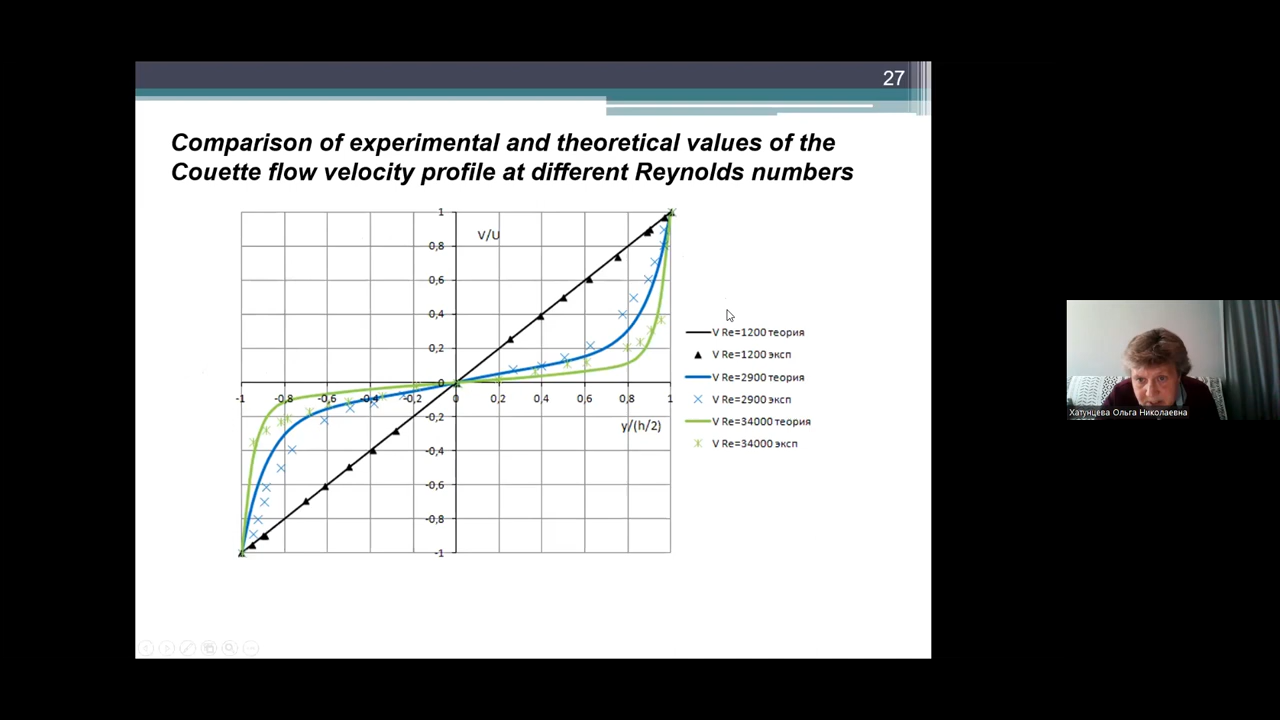 27
Comparison of experimental and theoretical values of the
Couette flow velocity profile at different Reynolds numbers
V/U
1
0,8
0,6
0,4
0,2
0
-1 -0,8 -0,6 -0,4 -0,2 0 0,2 0,4 0,6 0,8 1
y/(h/2)
-0,2
-0,4
-0,6
-0,8
-1
V Re=1200 теория
V Re=1200 эксп
V Re=2900 теория
V Re=2900 эксп
V Re=34000 теория
V Re=34000 эксп
Хатунцева Ольга Николаевна